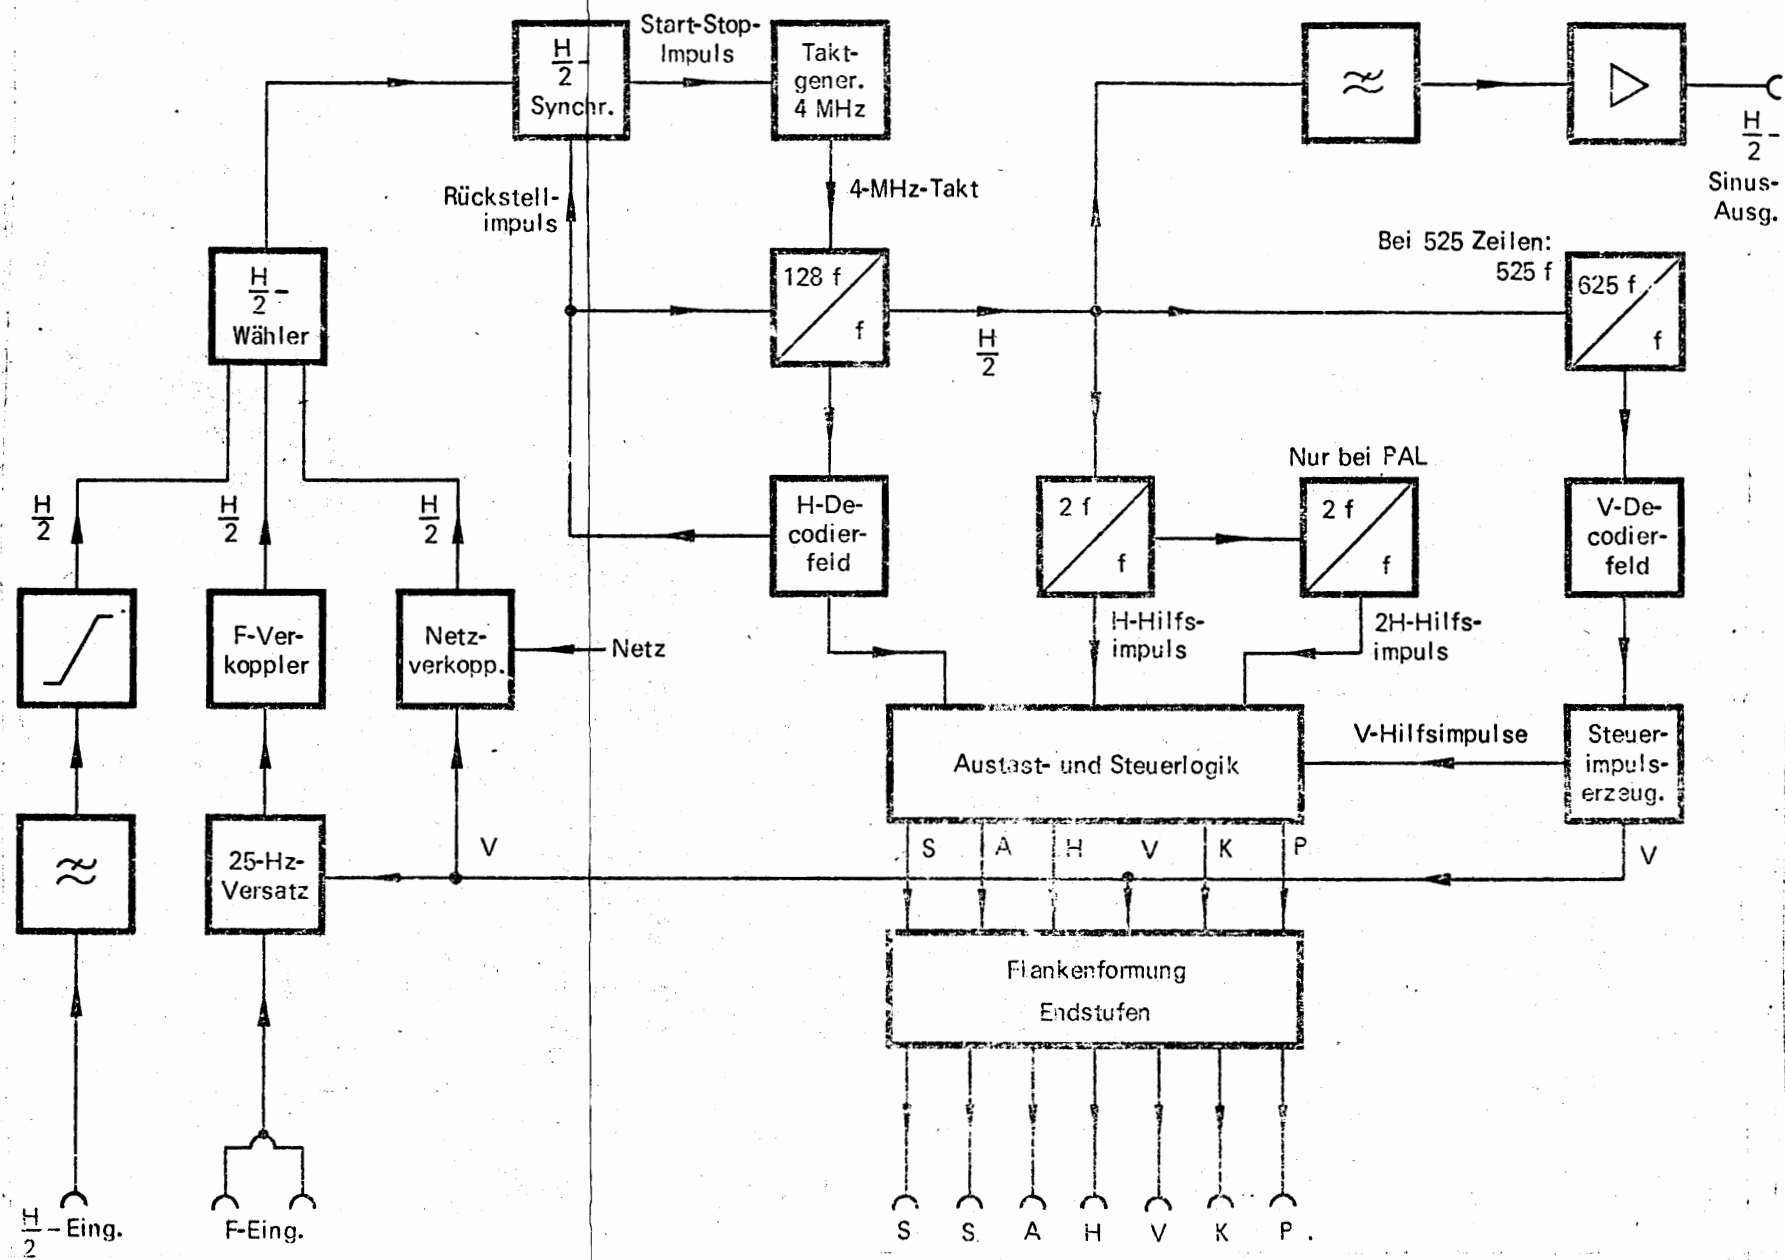 Start-Stop-
Impuls
H
2 -
Synchr.
Takt-
gener.
4 MHz
H
2 -
Sinus-
Ausg.
Rückstell-
impuls
4-MHz-Takt
Bei 525 Zeilen:
525 f
H
2 -
Wähler
128 f
f
H
2
625 f
f
Nur bei PAL
H
2
H
2
H
2
H-De-
codier-
feld
2 f
f
2 f
f
V-De-
codier-
feld
F-Ver-
koppler
Netz-
verkopp.
Netz
H-Hilfs-
impuls
2H-Hilfs-
impuls
Austast- und Steuerlogik
V-Hilfsimpulse
Steuer-
impuls-
erzeug.
25-Hz-
Versatz
V
S A H V K P
V
Flankenformung
Endstufen
H
2 - Eing.
F-Eing.
S S A H V K P.